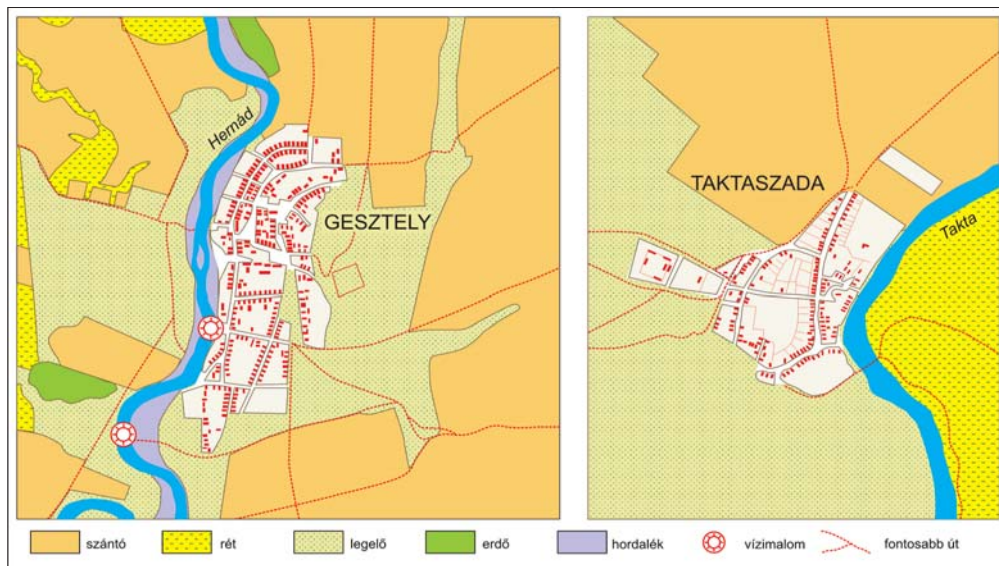 Hernád
GESZTELY
TAKTASZADA
Takta
szántó
rét
legelő
erdő
hordalék
vízimalom
fontosabb út